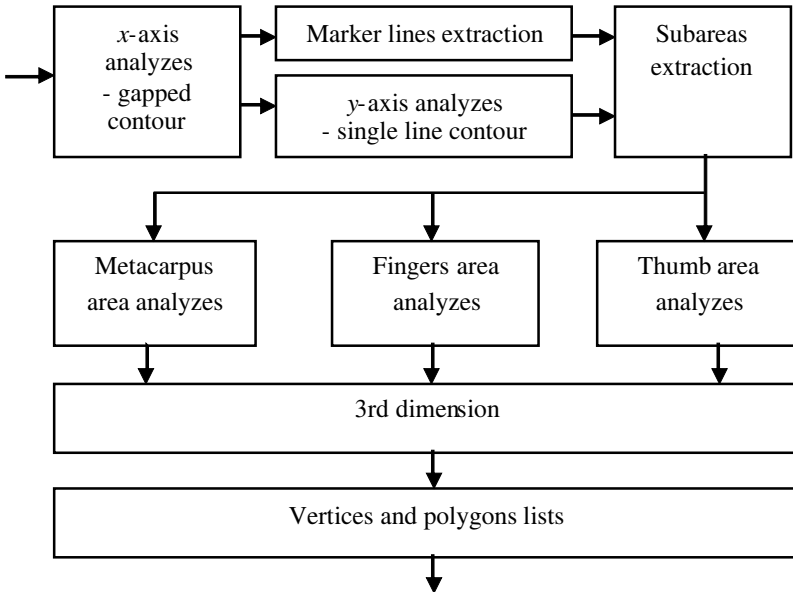 x-axis
analyzes
- gapped
contour
Marker lines extraction
y-axis analyzes
- single line contour
Subareas
extraction
Metacarpus
area analyzes
Fingers area
analyzes
Thumb area
analyzes
3rd dimension
Vertices and polygons lists